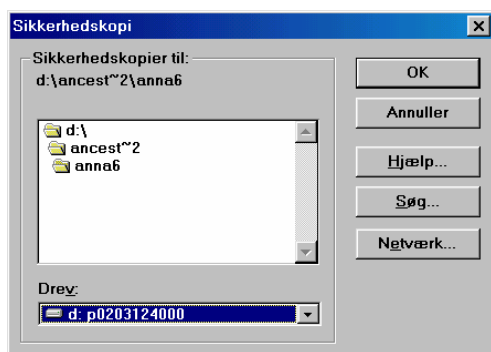 Sikkerhedskopi
Sikkerhedskopier til:
d:\ancest~2\anna6
d:\
ancest~2
anna6
Drev:
d: p0203124000
OK
Annuller
Hjælp...
Søg...
Netværk...